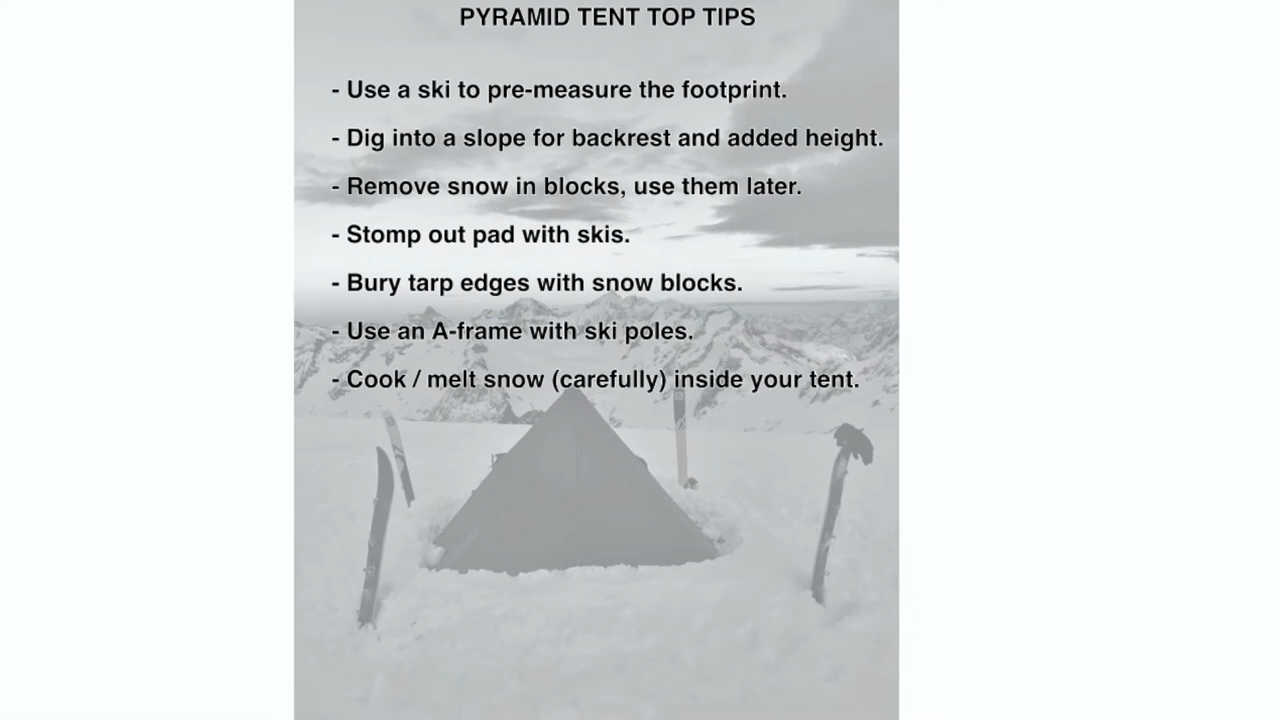 PYRAMID TENT TOP TIPS
- Use a ski to pre-measure the footprint.
- Dig into a slope for backrest and added height.
- Remove snow in blocks, use them later.
- Stomp out pad with skis.
- Bury tarp edges with snow blocks.
- Use an A-frame with ski poles.
- Cook / melt snow (carefully) inside your tent.